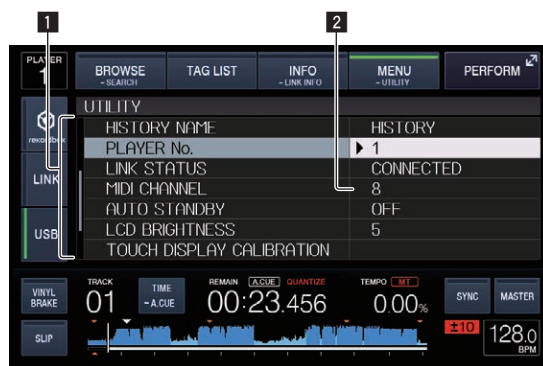 1
2
PLAYER
1
BROWSE
- SEARCH
TAG LIST
INFO
- LINK INFO
MENU
- UTILITY
PERFORM
UTILITY
rekordbox
LINK
USB
HISTORY NAME HISTORY
PLAYER No. 1
LINK STATUS CONNECTED
MIDI CHANNEL 8
AUTO STANDBY OFF
LCD BRIGHTNESS 5
TOUCH DISPLAY CALIBRATION
VINYL
BRAKE
TRACK
01
TIME
- A.CUE
REMAIN A.CUE QUANTIZE
00:23.456
TEMPO MT
0.00%
SYNC
MASTER
SLIP
±10
128.0
BPM